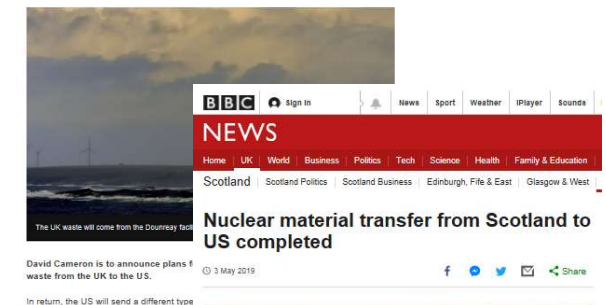 BBC Sign in News Sport Weather iPlayer Sounds
NEWS
Home UK World Business Politics Tech Science Health Family & Education
Scotland Scotland Politics Scotland Business Edinburgh, Fife & East Glasgow & West
Nuclear material transfer from Scotland to
US completed
3 May 2019 Share
The UK waste will come from the Dounreay
David Cameron is to announce plans
waste from the UK to the US.
In return, the US will send a different type